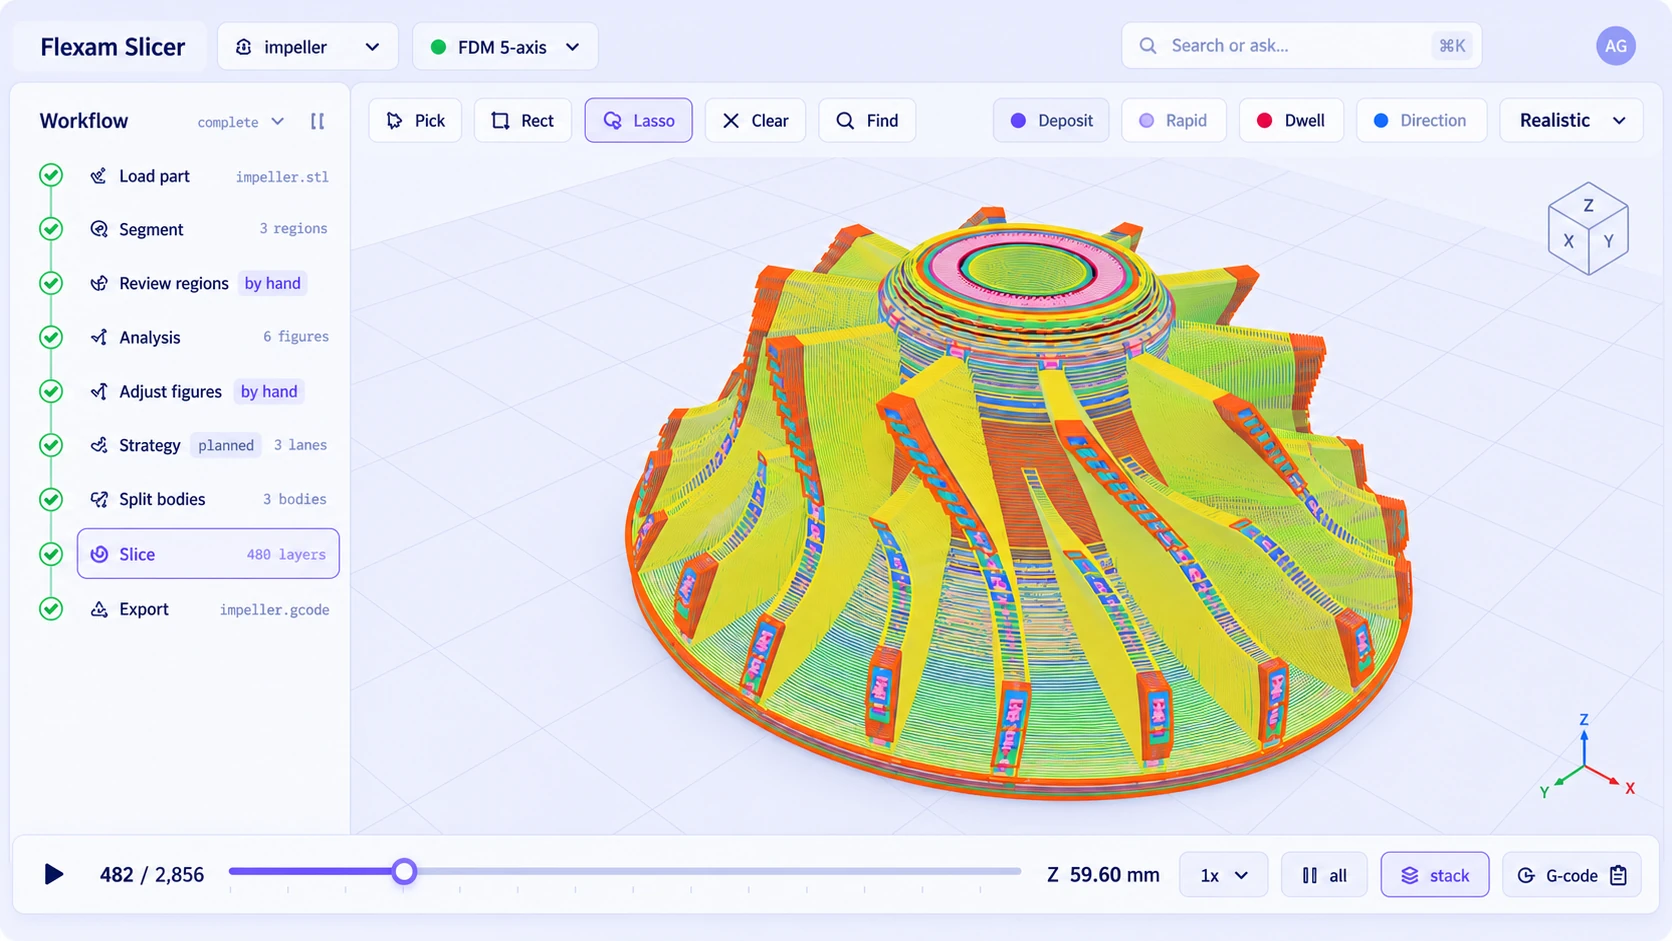 Flexam Slicer
impeller
FDM 5-axis
Search or ask...
⌘K
AG
Workflow
complete
Load part
impeller.stl
Segment
3 regions
Review regions
by hand
Analysis
6 figures
Adjust figures
by hand
Strategy
planned
3 lanes
Split bodies
3 bodies
Slice
480 layers
Export
impeller.gcode
Pick
Rect
Lasso
Clear
Find
Deposit
Rapid
Dwell
Direction
Realistic
Z
X
Y
Z
Y
X
482 / 2,856
Z 59.60 mm
1x
all
stack
G-code